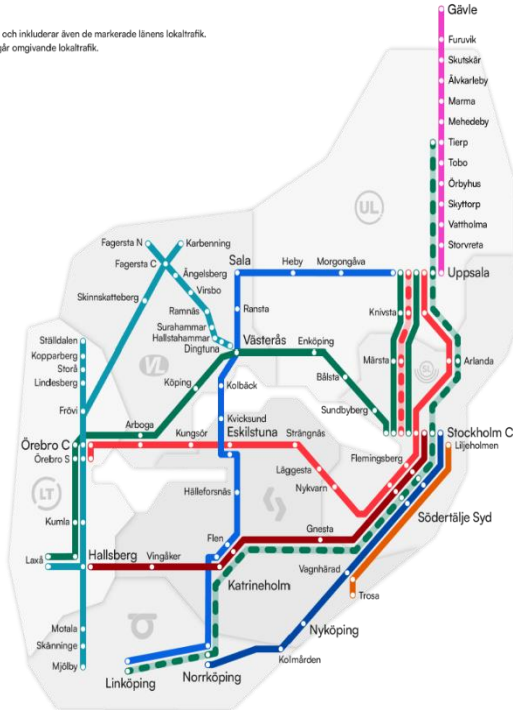 och inkluderar även de markerade länens lokaltrafik.
går omgivande lokaltrafik.
Gävle
Furuvik
Skutskär
Älvkarleby
Marma
Mehedeby
Tierp
Tobo
Örbyhus
Skyttorp
Vattholma
Storvreta
UL
Fagersta N
Karbenning
Fagersta C
Ängelsberg
Virsbo
Skinnskatteberg
Ramnäs
Surahammar
Hallstahammar
Dingtuna
Sala
Heby
Morgongåva
Uppsala
Ransta
Knivsta
Västerås
Enköping
Märsta
Arlanda
SL
Ställdalen
Kopparberg
Storå
Lindesberg
VL
Köping
Kolbäck
Bålsta
Frövi
Arboga
Kvicksund
Sundbyberg
Örebro C
Kungsör
Eskilstuna
Strängnäs
Stockholm C
Liljeholmen
Örebro S
Läggesta
Flemingsberg
Nykvarn
LT
Hälleforsnäs
Södertälje Syd
Kumla
Flen
Gnesta
Laxå
Hallsberg
Vingåker
Vagnhärad
Katrineholm
Trosa
Motala
Nyköping
Skänninge
Kolmården
Mjölby
Linköping
Norrköping